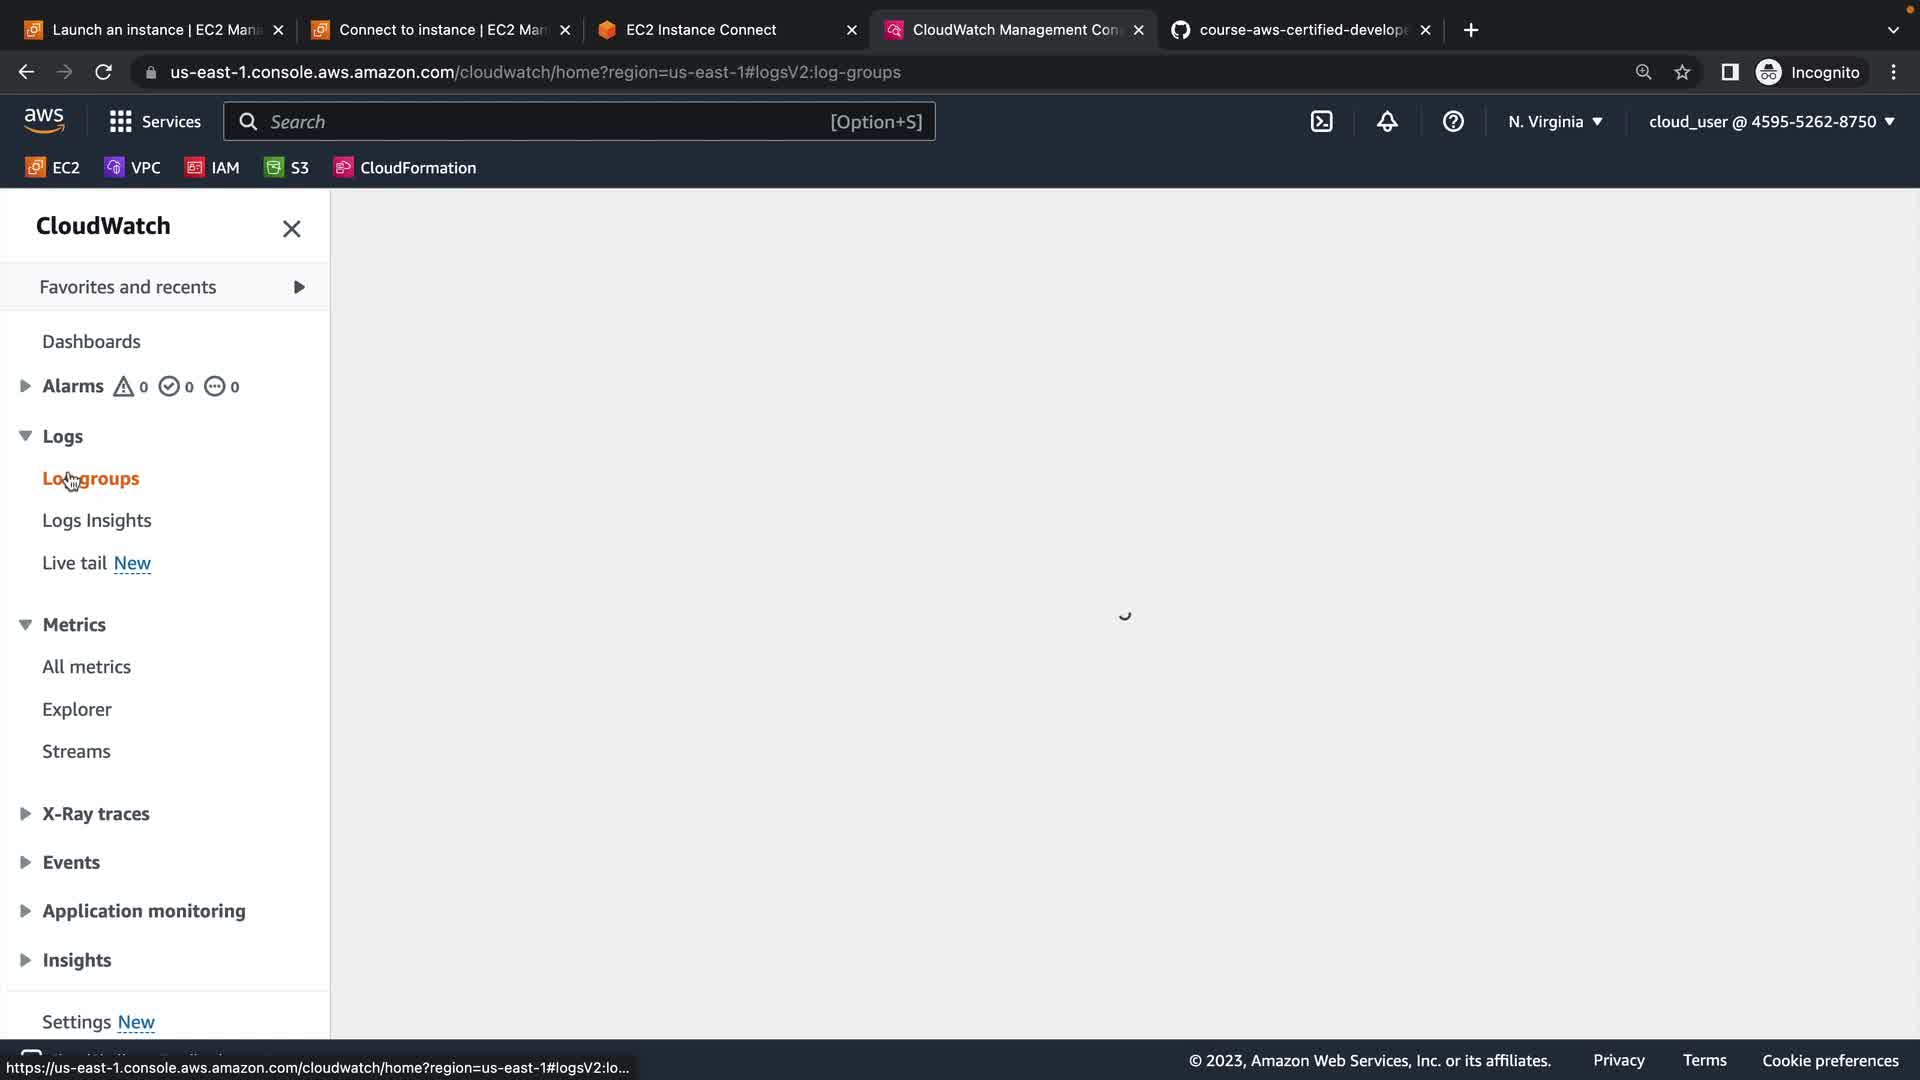 Launch an instance | EC2 Mana
Connect to instance | EC2 Man
EC2 Instance Connect
CloudWatch Management Con
course-aws-certified-develope
us-east-1.console.aws.amazon.com/cloudwatch/home?region=us-east-1#logsV2:log-groups
Incognito
aws
Services
Search
[Option+S]
N. Virginia
cloud_user @ 4595-5262-8750
EC2
VPC
IAM
S3
CloudFormation
CloudWatch
Favorites and recents
Dashboards
Alarms 0 0 0
Logs
Log groups
Logs Insights
Live tail New
Metrics
All metrics
Explorer
Streams
X-Ray traces
Events
Application monitoring
Insights
Settings New
https://us-east-1.console.aws.amazon.com/cloudwatch/home?region=us-east-1#logsV2:lo...
© 2023, Amazon Web Services, Inc. or its affiliates.
Privacy
Terms
Cookie preferences